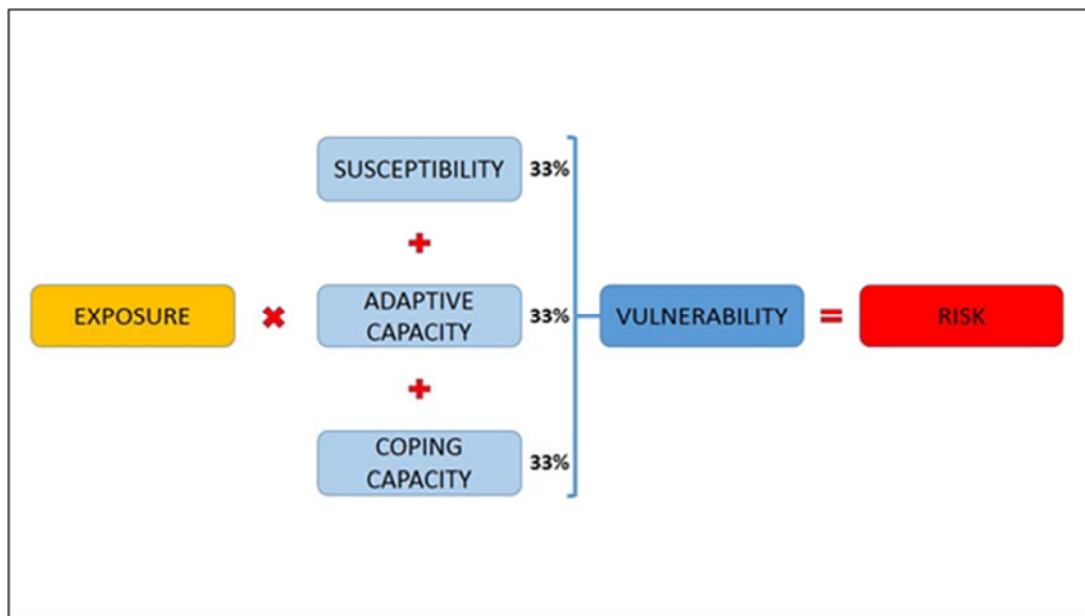 SUSCEPTIBILITY 33%
EXPOSURE
ADAPTIVE
CAPACITY
33%
VULNERABILITY
RISK
COPING
CAPACITY
33%